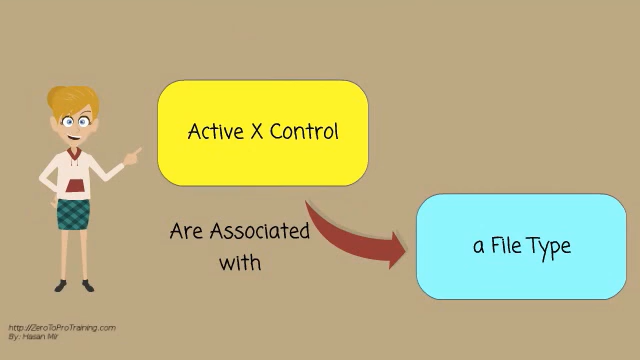 Active X Control
Are Associated
with
a File Type
http://ZeroToProTraining.com
By: Hasan Mir